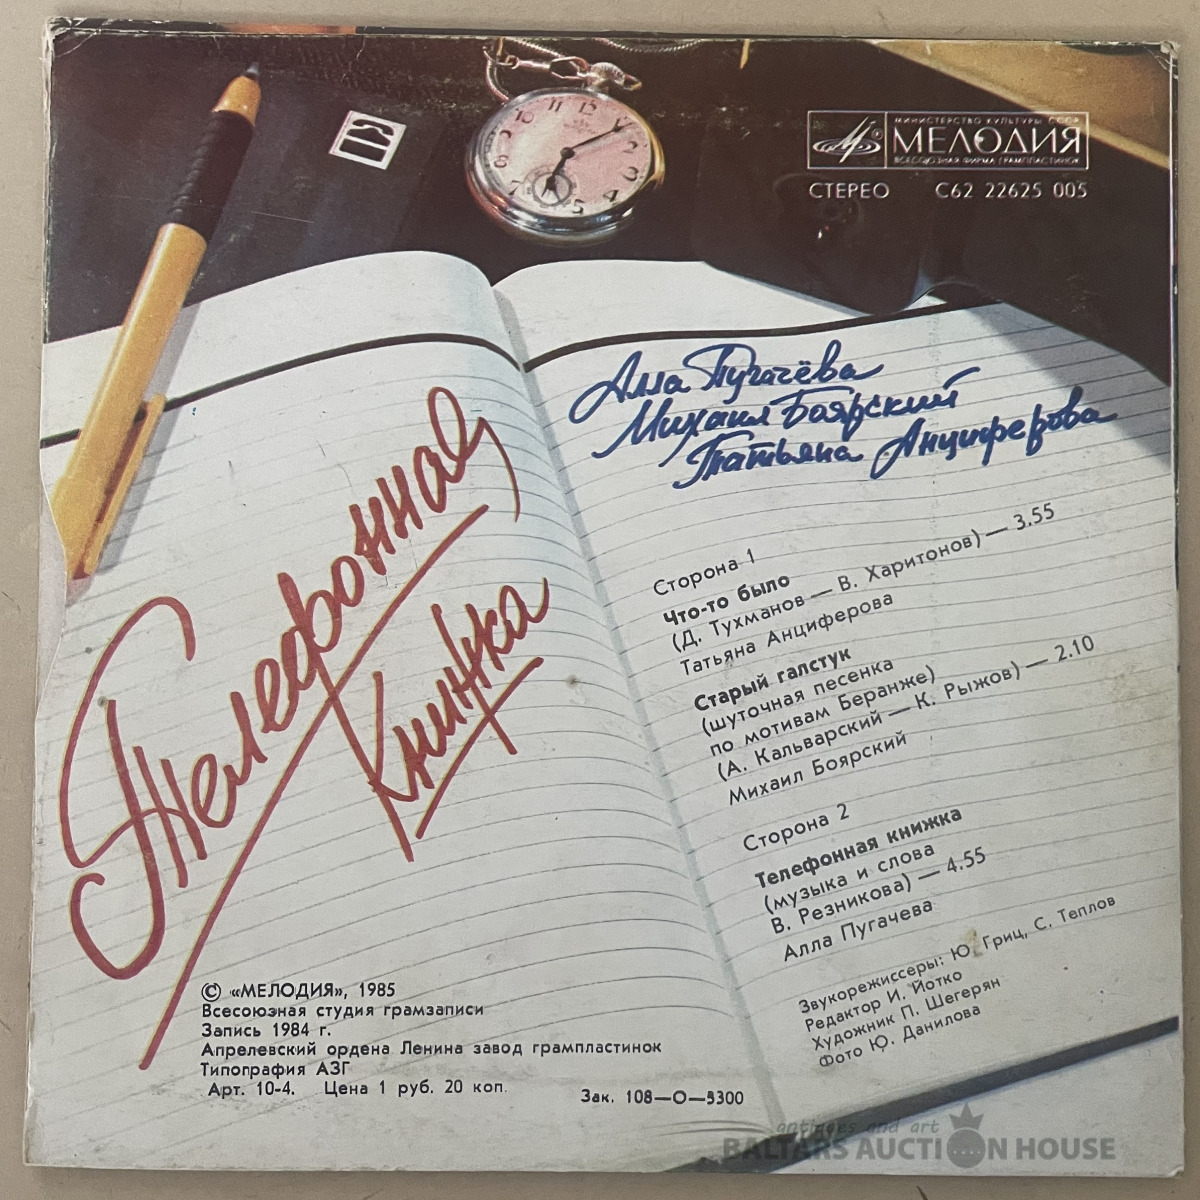 МИНИСТЕРСТВО КУЛЬТУРЫ СССР
МЕЛОДИЯ
ВСЕСОЮЗНАЯ ФИРМА ГРАМПЛАСТИНОК
СТЕРЕО С62 22625 005
Алла Пугачёва
Михаил Боярский
Татьяна Анциферова
Телефонная
Книжка
Сторона 1
Что-то было
(Д. Тухманов — В. Харитонов) — 3.55
Татьяна Анциферова
Старый галстук
(шуточная песенка
по мотивам Беранже)
(А. Кальварский — К. Рыжов) — 2.10
Михаил Боярский
Сторона 2
Телефонная книжка
(музыка и слова
В. Резникова) — 4.55
Алла Пугачева
Звукорежиссеры: Ю. Гриц, С. Теплов
Редактор И. Йотко
Художник П. Шегерян
Фото Ю. Данилова
© «МЕЛОДИЯ», 1985
Всесоюзная студия грамзаписи
Запись 1984 г.
Апрелевский ордена Ленина завод грампластинок
Типография АЗГ
Арт. 10-4. Цена 1 руб. 20 коп.
Зак. 108—О—5300
antiques and art
BALTARS AUCTION HOUSE